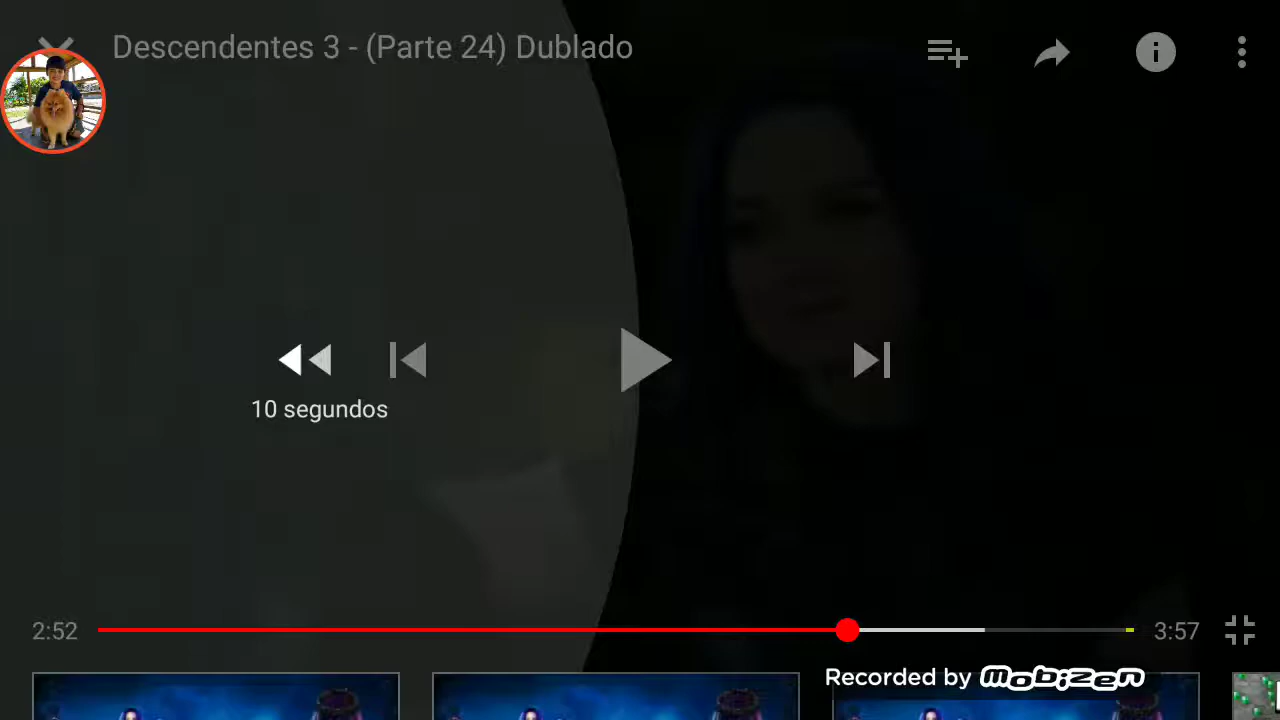 Descendentes 3 - (Parte 24) Dublado
10 segundos
2:52
3:57
Recorded by mobizen